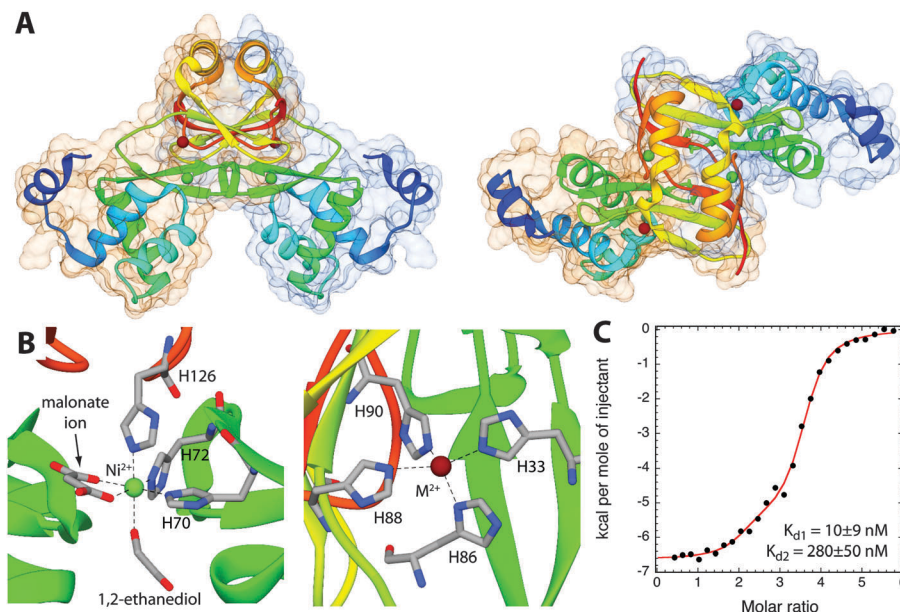 A
B
H126
malonate
ion
Ni²⁺
H72
H70
1,2-ethanediol
H90
H33
M²⁺
H88
H86
C
0
-1
-2
-3
-4
-5
-6
-7
kcal per mole of injectant
K_d1 = 10±9 nM
K_d2 = 280±50 nM
0 1 2 3 4 5 6
Molar ratio